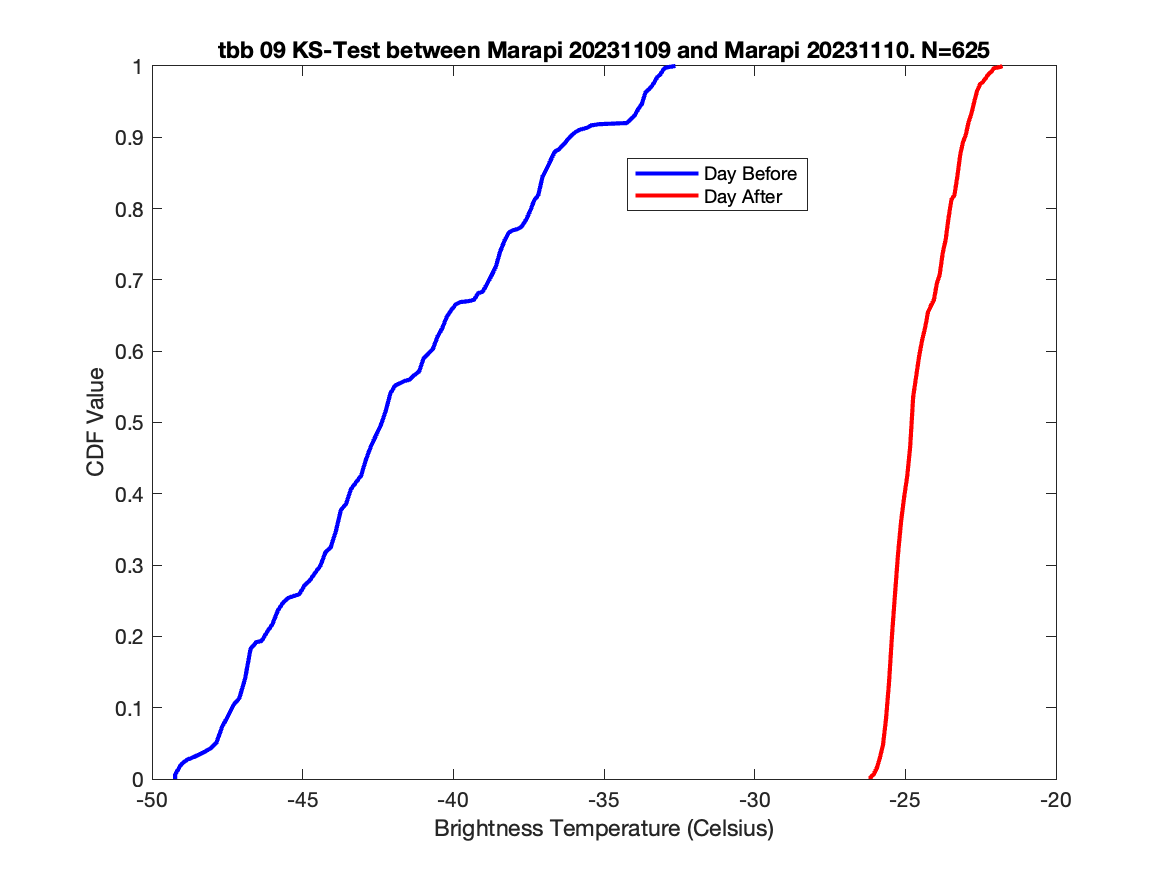 tbb 09 KS-Test between Marapi 20231109 and Marapi 20231110. N=625
1
0.9
0.8
0.7
0.6
0.5
0.4
0.3
0.2
0.1
0
CDF Value
Day Before
Day After
-50 -45 -40 -35 -30 -25 -20
Brightness Temperature (Celsius)